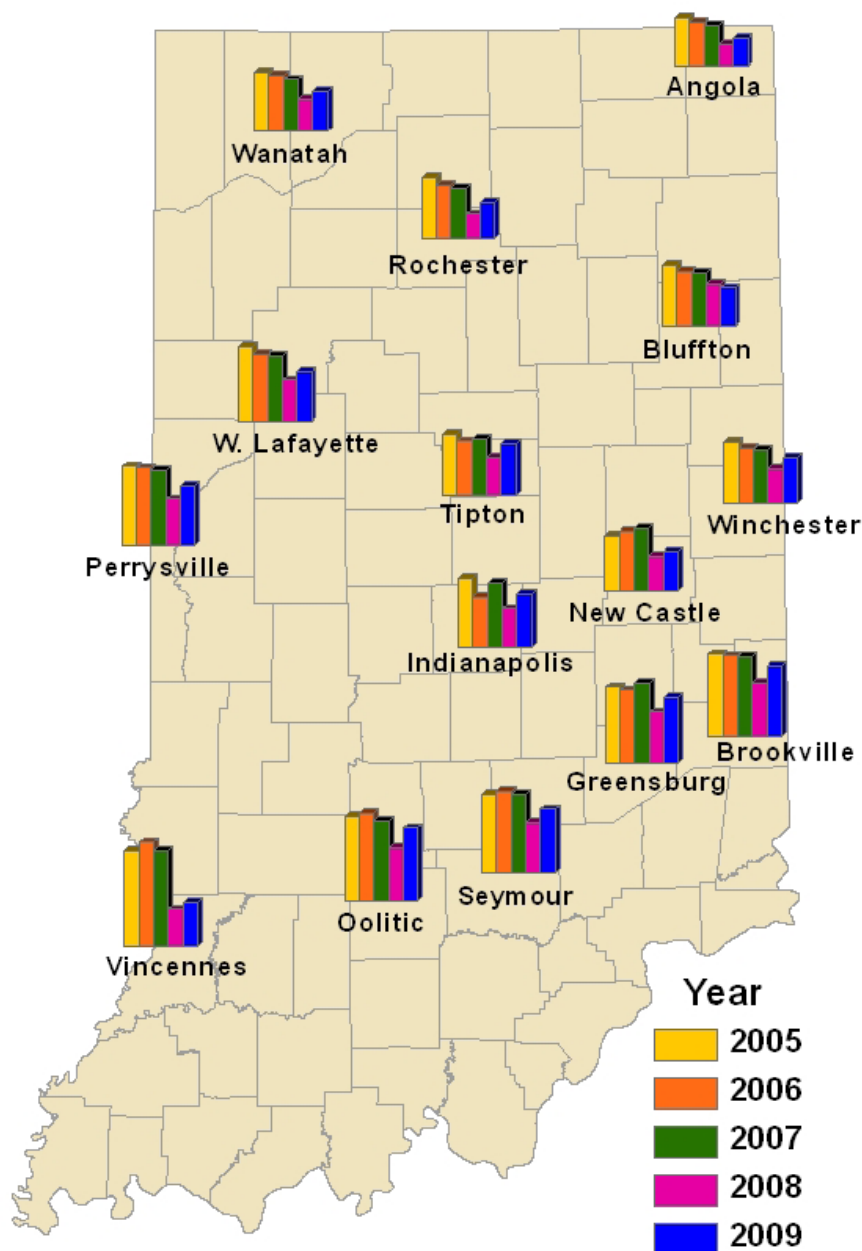 Angola
Wanatah
Rochester
Bluffton
W. Lafayette
Tipton
Winchester
Perrysville
New Castle
Indianapolis
Brookville
Greensburg
Seymour
Oolitic
Vincennes
Year
2005
2006
2007
2008
2009